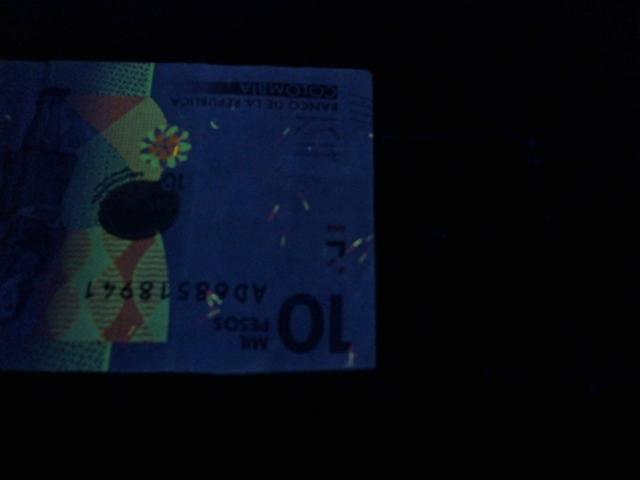 BANCO DE LA REPÚBLICA
COLOMBIA
10
AD68518941
10
MIL
PESOS